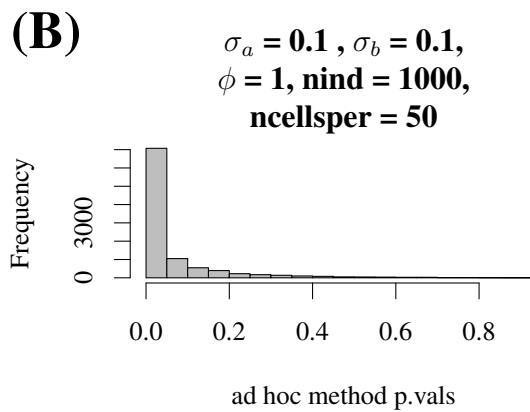 (B)
σₐ = 0.1 , σ_b = 0.1,
ϕ = 1, nind = 1000,
ncellsper = 50
Frequency
0 3000
0.0 0.2 0.4 0.6 0.8
ad hoc method p.vals